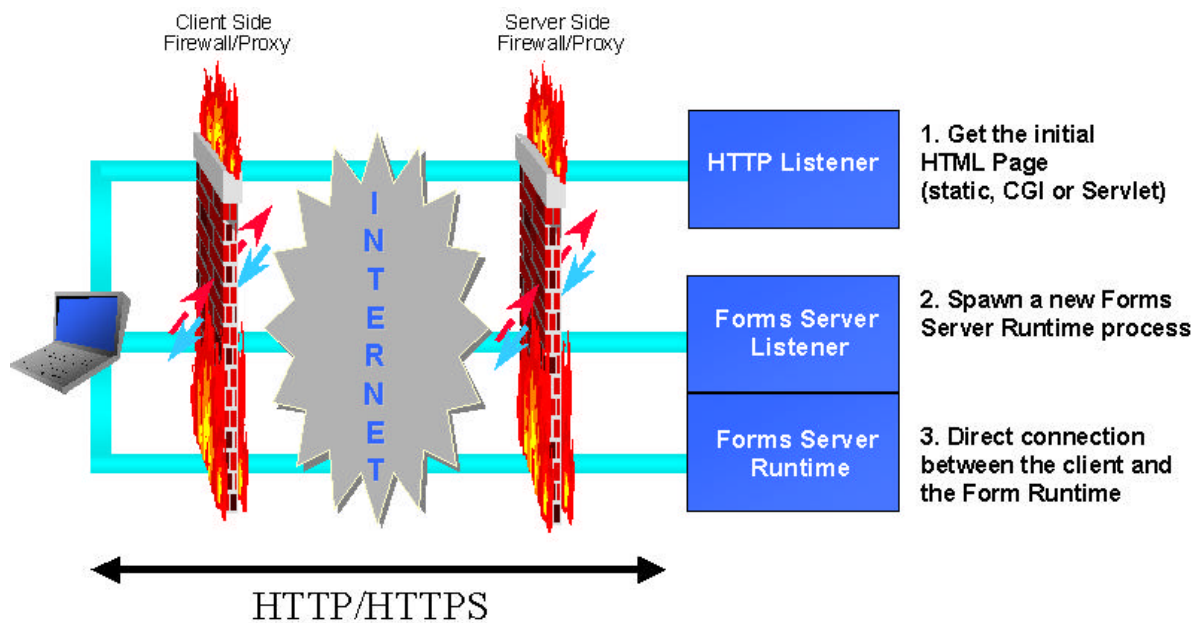 Client Side
Firewall/Proxy
Server Side
Firewall/Proxy
HTTP Listener
1. Get the initial
HTML Page
(static, CGI or Servlet)
INTERNET
Forms Server
Listener
2. Spawn a new Forms
Server Runtime process
Forms Server
Runtime
3. Direct connection
between the client and
the Form Runtime
HTTP/HTTPS